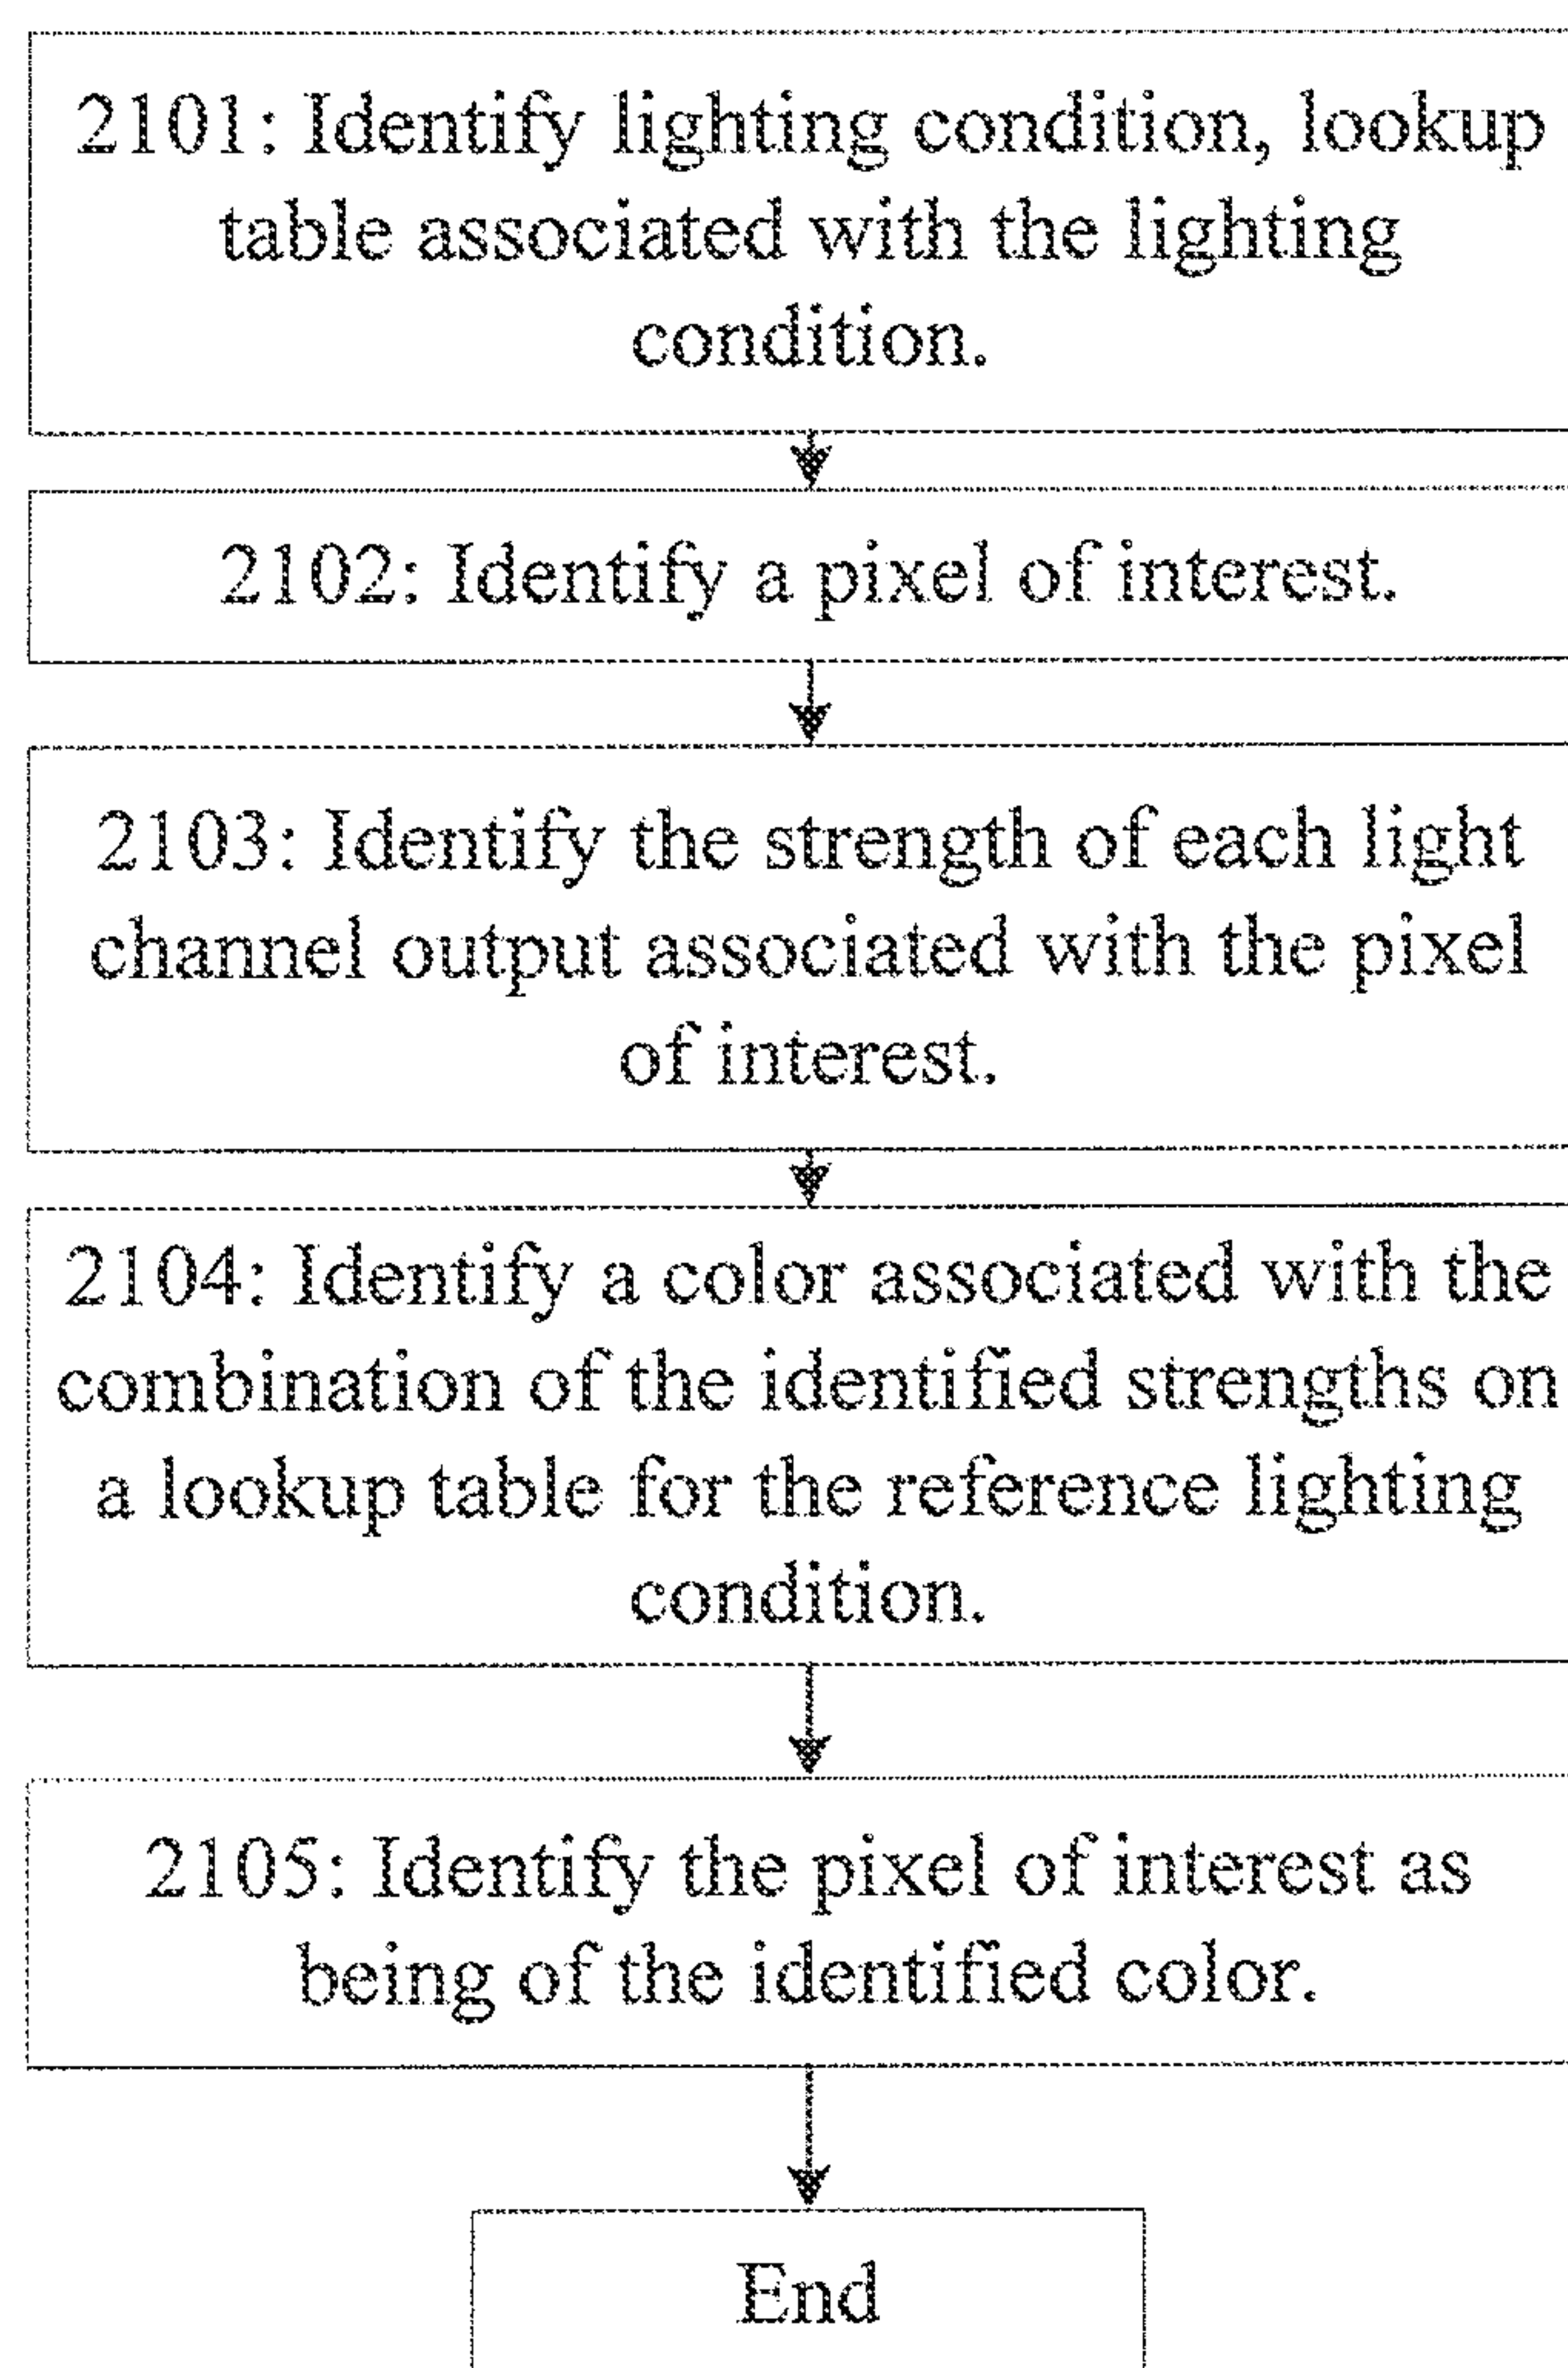 2101: Identify lighting condition, lookup
table associated with the lighting
condition.
2102: Identify a pixel of interest.
2103: Identify the strength of each light
channel output associated with the pixel
of interest.
2104: Identify a color associated with the
combination of the identified strengths on
a lookup table for the reference lighting
condition.
2105: Identify the pixel of interest as
being of the identified color.
End